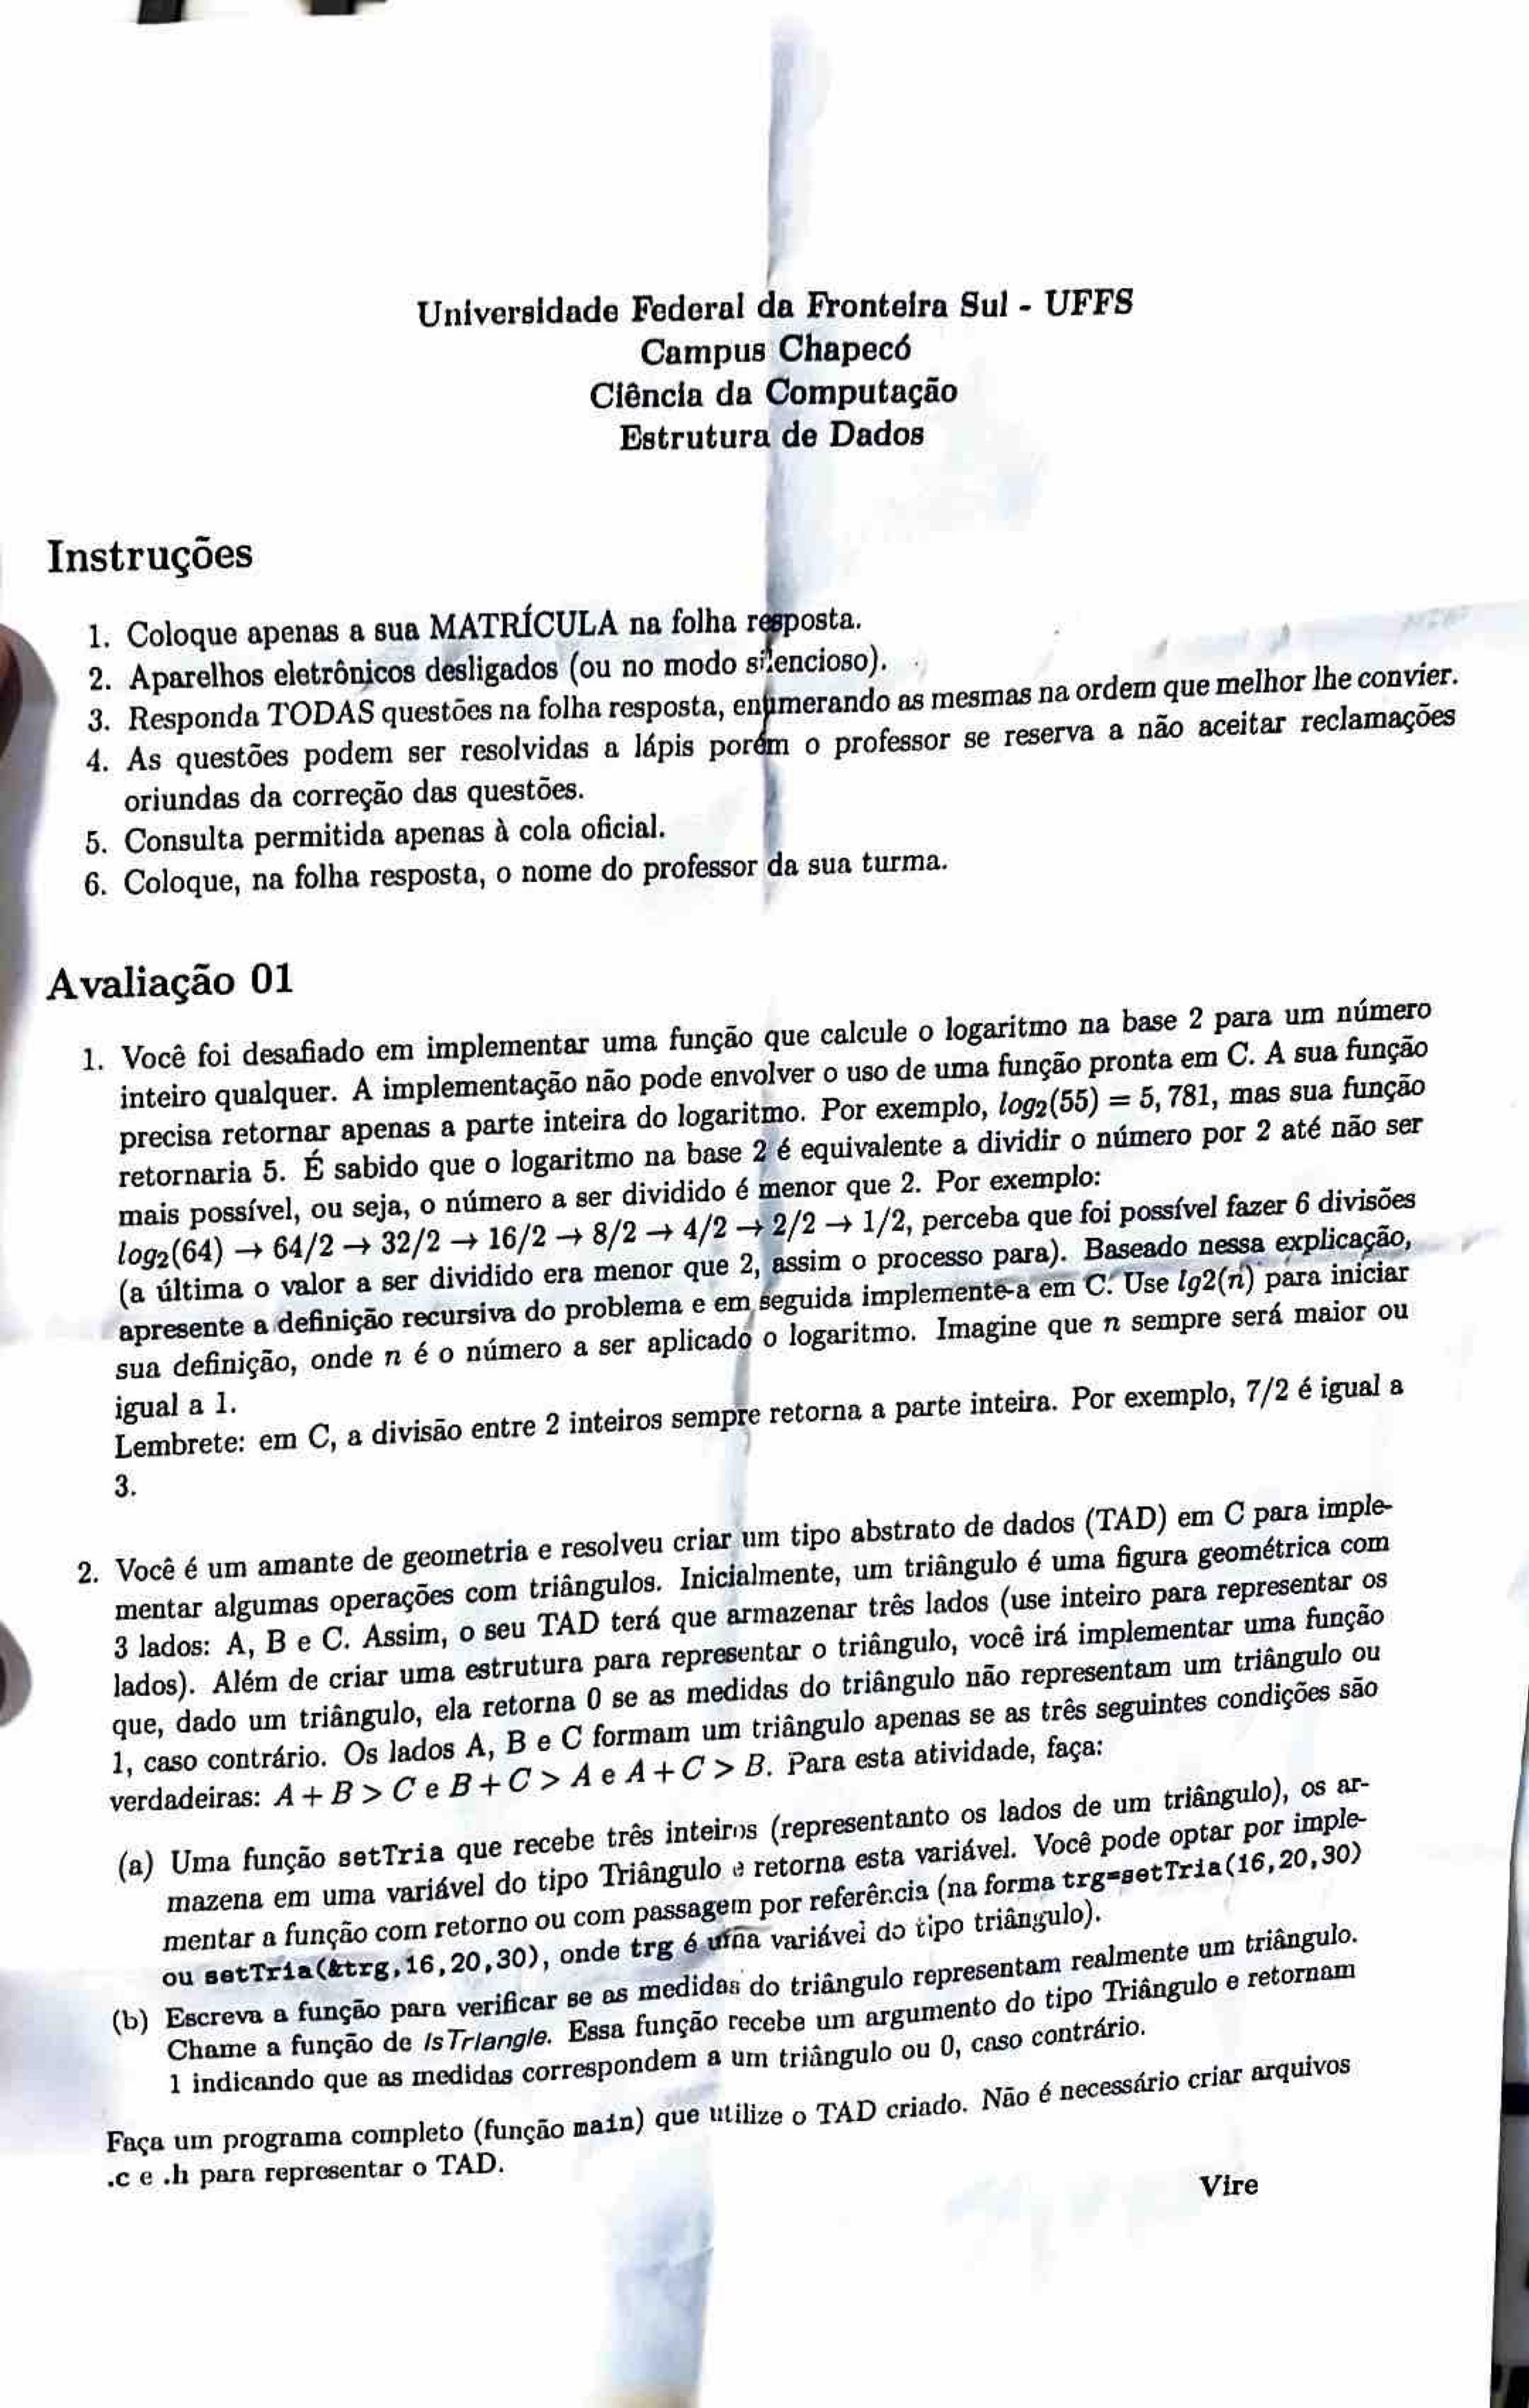 Universidade Federal da Fronteira Sul - UFFS
Campus Chapecó
Ciência da Computação
Estrutura de Dados
Instruções
1. Coloque apenas a sua MATRÍCULA na folha resposta.
2. Aparelhos eletrônicos desligados (ou no modo silencioso).
3. Responda TODAS questões na folha resposta, enumerando as mesmas na ordem que melhor lhe convier.
4. As questões podem ser resolvidas a lápis porém o professor se reserva a não aceitar reclamações
oriundas da correção das questões.
5. Consulta permitida apenas à cola oficial.
6. Coloque, na folha resposta, o nome do professor da sua turma.
Avaliação 01
1. Você foi desafiado em implementar uma função que calcule o logaritmo na base 2 para um número
inteiro qualquer. A implementação não pode envolver o uso de uma função pronta em C. A sua função
precisa retornar apenas a parte inteira do logaritmo. Por exemplo, log₂(55) = 5,781, mas sua função
retornaria 5. É sabido que o logaritmo na base 2 é equivalente a dividir o número por 2 até não ser
mais possível, ou seja, o número a ser dividido é menor que 2. Por exemplo:
log₂(64) → 64/2 → 32/2 → 16/2 → 8/2 → 4/2 → 2/2 → 1/2, perceba que foi possível fazer 6 divisões
(a última o valor a ser dividido era menor que 2, assim o processo para). Baseado nessa explicação,
apresente a definição recursiva do problema e em seguida implemente-a em C. Use lg2(n) para iniciar
sua definição, onde n é o número a ser aplicado o logaritmo. Imagine que n sempre será maior ou
igual a 1.
Lembrete: em C, a divisão entre 2 inteiros sempre retorna a parte inteira. Por exemplo, 7/2 é igual a
3.
2. Você é um amante de geometria e resolveu criar um tipo abstrato de dados (TAD) em C para imple-
mentar algumas operações com triângulos. Inicialmente, um triângulo é uma figura geométrica com
3 lados: A, B e C. Assim, o seu TAD terá que armazenar três lados (use inteiro para representar os
lados). Além de criar uma estrutura para representar o triângulo, você irá implementar uma função
que, dado um triângulo, ela retorna 0 se as medidas do triângulo não representam um triângulo ou
1, caso contrário. Os lados A, B e C formam um triângulo apenas se as três seguintes condições são
verdadeiras: A + B > C e B + C > A e A + C > B. Para esta atividade, faça:
(a) Uma função setTria que recebe três inteiros (representanto os lados de um triângulo), os ar-
mazena em uma variável do tipo Triângulo e retorna esta variável. Você pode optar por imple-
mentar a função com retorno ou com passagem por referência (na forma trg=setTria(16,20,30)
ou setTria(&trg,16,20,30), onde trg é uma variável do tipo triângulo).
(b) Escreva a função para verificar se as medidas do triângulo representam realmente um triângulo.
Chame a função de IsTriangle. Essa função recebe um argumento do tipo Triângulo e retornam
1 indicando que as medidas correspondem a um triângulo ou 0, caso contrário.
Faça um programa completo (função main) que utilize o TAD criado. Não é necessário criar arquivos
.c e .h para representar o TAD.
Vire